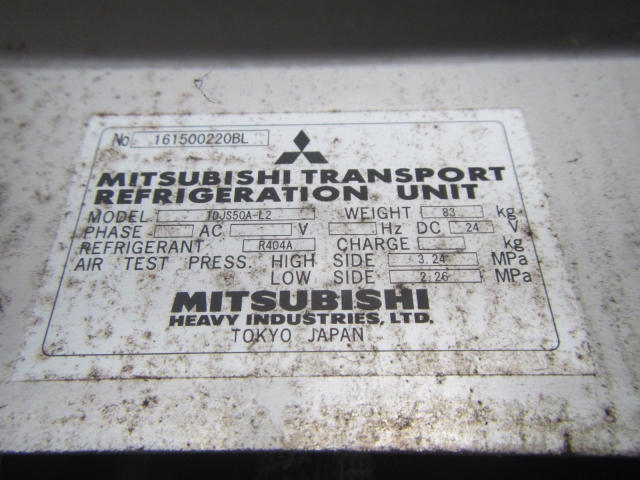 No 161500220BL
MITSUBISHI TRANSPORT
REFRIGERATION UNIT
MODEL TDJS50A-L2 WEIGHT 83 kg
PHASE AC V Hz DC 24 V
REFRIGERANT R404A CHARGE kg
AIR TEST PRESS. HIGH SIDE 3.24 MPa
LOW SIDE 2.26 MPa
MITSUBISHI
HEAVY INDUSTRIES, LTD.
TOKYO JAPAN